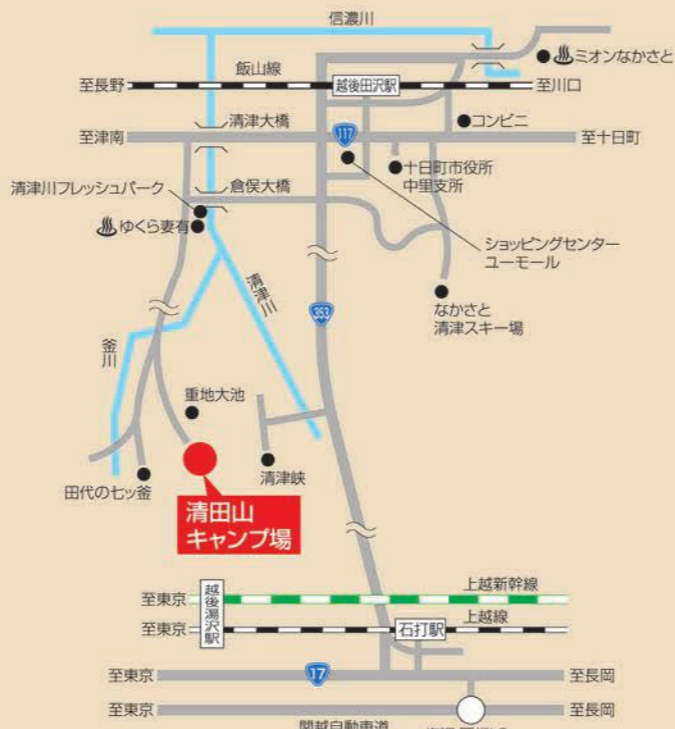 信濃川
ミオンなかさと
飯山線
至長野
越後田沢駅
至川口
清津大橋
コンビニ
至津南
117
至十日町
十日町市役所
中里支所
清津川フレッシュパーク
倉俣大橋
ゆくら妻有
ショッピングセンター
ユーモール
清津川
353
なかさと
清津スキー場
釜川
重地大池
田代の七ッ釜
清津峡
清田山
キャンプ場
越後湯沢駅
上越新幹線
至東京
上越線
至東京
石打駅
至東京
17
至長岡
至東京
至長岡
関越自動車道